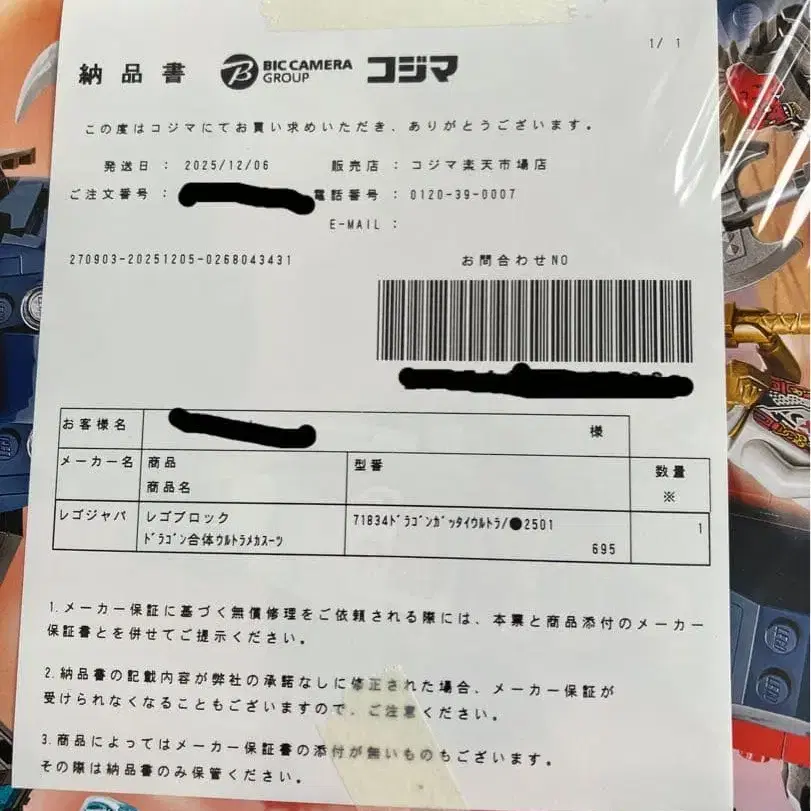 1/ 1
納品書 BIC CAMERA GROUP コジマ
この度はコジマにてお買い求めいただき、ありがとうございます。
発送日 : 2025/12/06 販売店 : コジマ楽天市場店
ご注文番号 : 電話番号 : 0120-39-0007
E-MAIL :
270903-20251205-0268043431 お問合わせNO
お客様名 様
メーカー名 商品 型番 数量
商品名 ※
レゴジャパ レゴブロック 71834ドラゴンガッタイウルトラ/●2501 1
ドラゴン合体ウルトラメカスーツ 695
1.メーカー保証に基づく無償修理をご依頼される際には、本票と商品添付のメーカー
保証書とを併せてご提示ください。
2.納品書の記載内容が弊社の承諾なしに修正された場合、メーカー保証が
受けられなくなることもございますので、ご注意ください。
3.商品によってはメーカー保証書の添付が無いものもございます。
その際は納品書のみ保管ください。
LEGO
LEGO